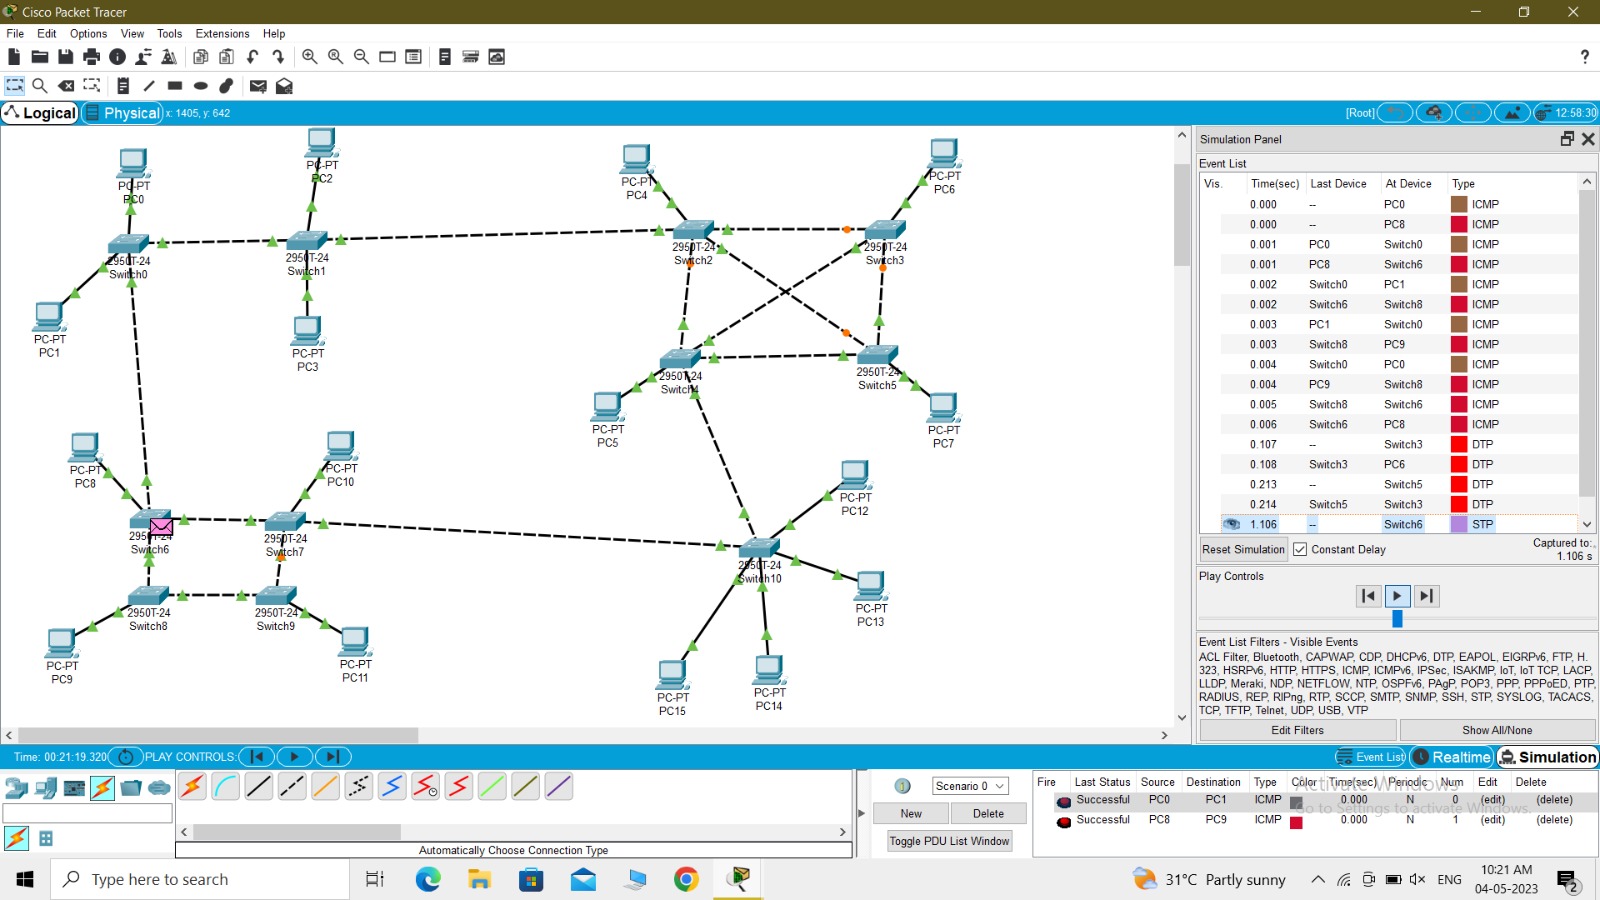 Cisco Packet Tracer
File Edit Options View Tools Extensions Help
Logical Physical x: 1405, y: 642 [Root] 12:58:30
PC-PT
PC0
PC-PT
PC2
PC-PT
PC4
PC-PT
PC6
2950T-24
Switch0
2950T-24
Switch1
2950T-24
Switch2
2950T-24
Switch3
PC-PT
PC1
PC-PT
PC3
2950T-24
Switch4
2950T-24
Switch5
PC-PT
PC5
PC-PT
PC7
PC-PT
PC8
PC-PT
PC10
PC-PT
PC12
2950T-24
Switch6
2950T-24
Switch7
2950T-24
Switch10
2950T-24
Switch8
2950T-24
Switch9
PC-PT
PC13
PC-PT
PC9
PC-PT
PC11
PC-PT
PC15
PC-PT
PC14
Simulation Panel
Event List
Vis. Time(sec) Last Device At Device Type
0.000 -- PC0 ICMP
0.000 -- PC8 ICMP
0.001 PC0 Switch0 ICMP
0.001 PC8 Switch6 ICMP
0.002 Switch0 PC1 ICMP
0.002 Switch6 Switch8 ICMP
0.003 PC1 Switch0 ICMP
0.003 Switch8 PC9 ICMP
0.004 Switch0 PC0 ICMP
0.004 PC9 Switch8 ICMP
0.005 Switch8 Switch6 ICMP
0.006 Switch6 PC8 ICMP
0.107 -- Switch3 DTP
0.108 Switch3 PC6 DTP
0.213 -- Switch5 DTP
0.214 Switch5 Switch3 DTP
1.106 -- Switch6 STP
Reset Simulation Constant Delay Captured to:
1.106 s
Play Controls
Event List Filters - Visible Events
ACL Filter, Bluetooth, CAPWAP, CDP, DHCPv6, DTP, EAPOL, EIGRPv6, FTP, H.
323, HSRPv6, HTTP, HTTPS, ICMP, ICMPv6, IPSec, ISAKMP, IoT, IoT TCP, LACP,
LLDP, Meraki, NDP, NETFLOW, NTP, OSPFv6, PAgP, POP3, PPP, PPPoED, PTP,
RADIUS, REP, RIPng, RTP, SCCP, SMTP, SNMP, SSH, STP, SYSLOG, TACACS,
TCP, TFTP, Telnet, UDP, USB, VTP
Edit Filters Show All/None
Time: 00:21:19.320 PLAY CONTROLS: Event List Realtime Simulation
Scenario 0
New Delete
Toggle PDU List Window
Automatically Choose Connection Type
Fire Last Status Source Destination Type Color Time(sec) Periodic Num Edit Delete
Successful PC0 PC1 ICMP 0.000 N 0 (edit) (delete)
Successful PC8 PC9 ICMP 0.000 N 1 (edit) (delete)
Activate Windows
Go to Settings to activate Windows.
Type here to search
31°C Partly sunny ENG 10:21 AM
04-05-2023
2